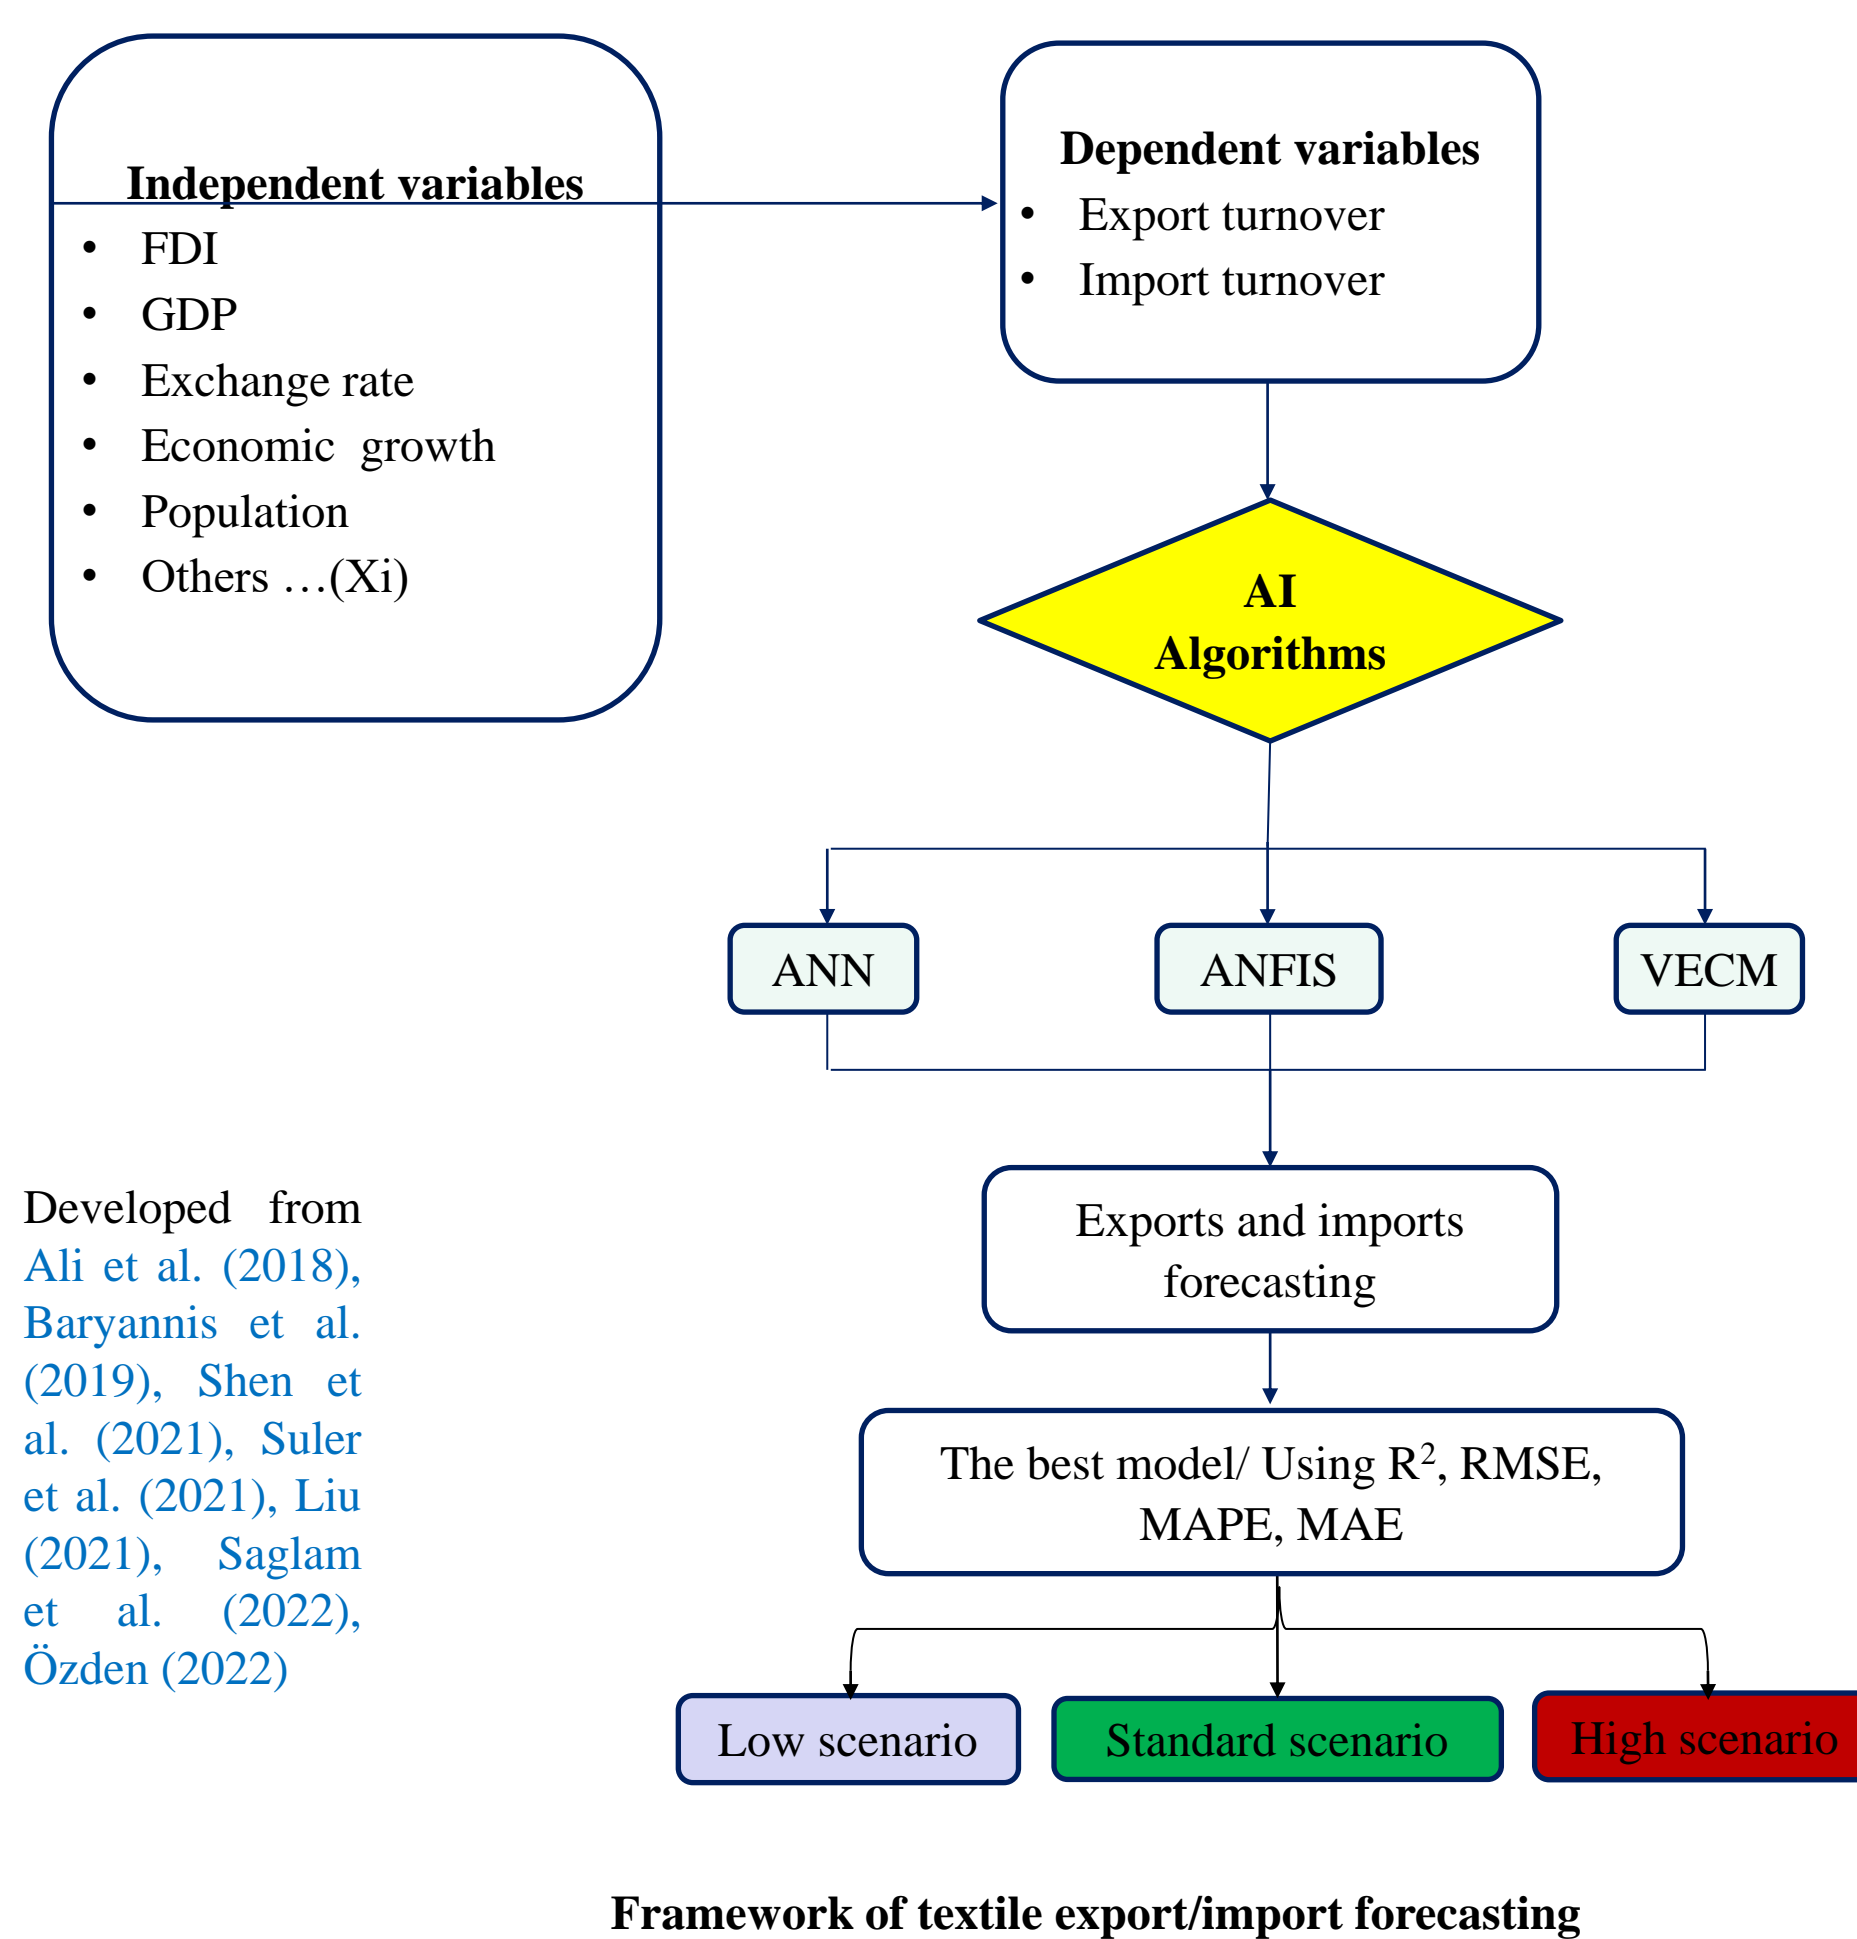 Independent variables
• FDI
• GDP
• Exchange rate
• Economic growth
• Population
• Others …(Xi)
Dependent variables
• Export turnover
• Import turnover
AI
Algorithms
ANN
ANFIS
VECM
Exports and imports
forecasting
The best model/ Using R², RMSE,
MAPE, MAE
Low scenario
Standard scenario
High scenario
Developed from
Ali et al. (2018),
Baryannis et al.
(2019), Shen et
al. (2021), Suler
et al. (2021), Liu
(2021), Saglam
et al. (2022),
Özden (2022)
Framework of textile export/import forecasting